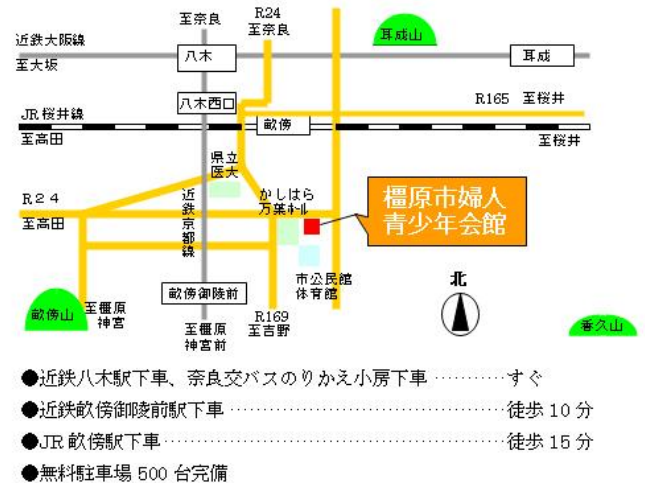 至奈良
R24
至奈良
耳成山
近鉄大阪線
至大坂
八木
耳成
八木西口
R165 至桜井
JR桜井線
至高田
畝傍
至桜井
県立
医大
R24
至高田
近鉄京都線
かしはら
万葉ホール
橿原市婦人
青少年会館
市公民館
体育館
北
畝傍山
至橿原
神宮
畝傍御陵前
至橿原
神宮前
R169
至吉野
香久山
●近鉄八木駅下車、奈良交バスのりかえ小房下車 ··········すぐ
●近鉄畝傍御陵前駅下車 ·······························徒歩 10 分
●JR 畝傍駅下車·······································徒歩 15 分
●無料駐車場 500 台完備